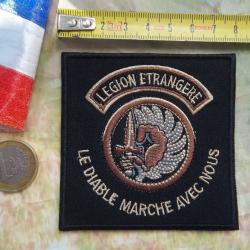 LEGION ETRANGERE
LE DIABLE MARCHE AVEC NOUS